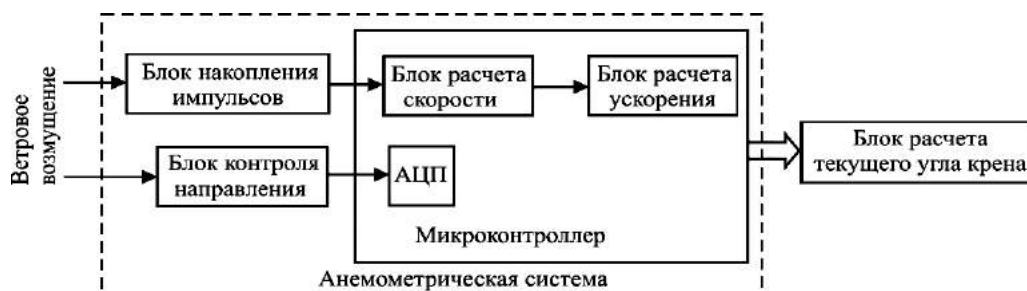 Ветровое
возмущение
Блок накопления
импульсов
Блок расчета
скорости
Блок расчета
ускорения
Блок контроля
направления
АЦП
Микроконтроллер
Анемометрическая система
Блок расчета
текущего угла крена